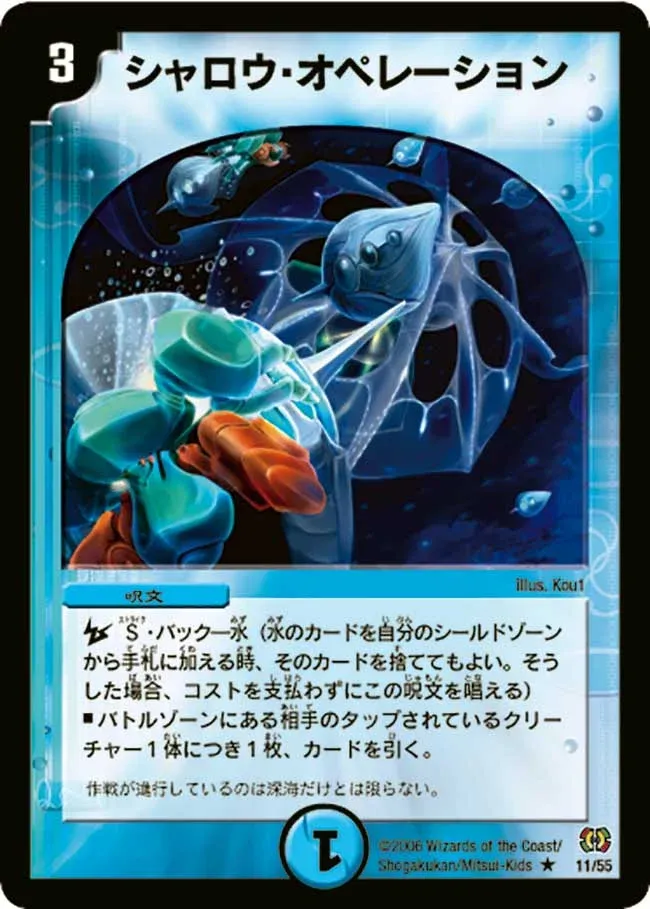 3
シャロウ・オペレーション
illus. Kou1
呪文
S・バック―水（水のカードを自分のシールドゾーン
から手札に加える時、そのカードを捨ててもよい。そう
した場合、コストを支払わずにこの呪文を唱える）
■バトルゾーンにある相手のタップされているクリー
チャー1体につき1枚、カードを引く。
作戦が進行しているのは深海だけとは限らない。
1
©2006 Wizards of the Coast/
Shogakukan/Mitsui-Kids ★ 11/55